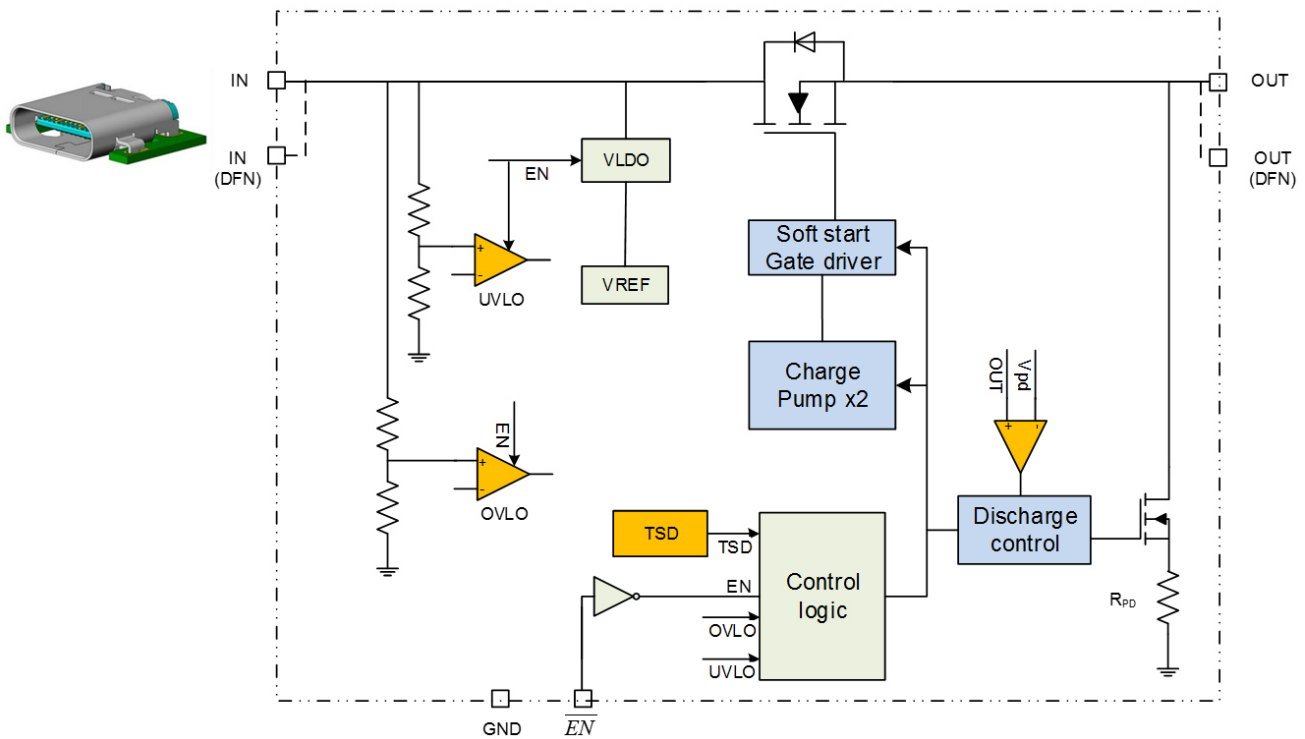 IN
OUT
IN
(DFN)
OUT
(DFN)
EN
VLDO
Soft start
Gate driver
+
-
UVLO
VREF
Charge
Pump x2
OUT
Vpd
+
-
EN
+
-
OVLO
TSD
TSD
Discharge
control
EN
Control
logic
OVLO
UVLO
RPD
GND
EN